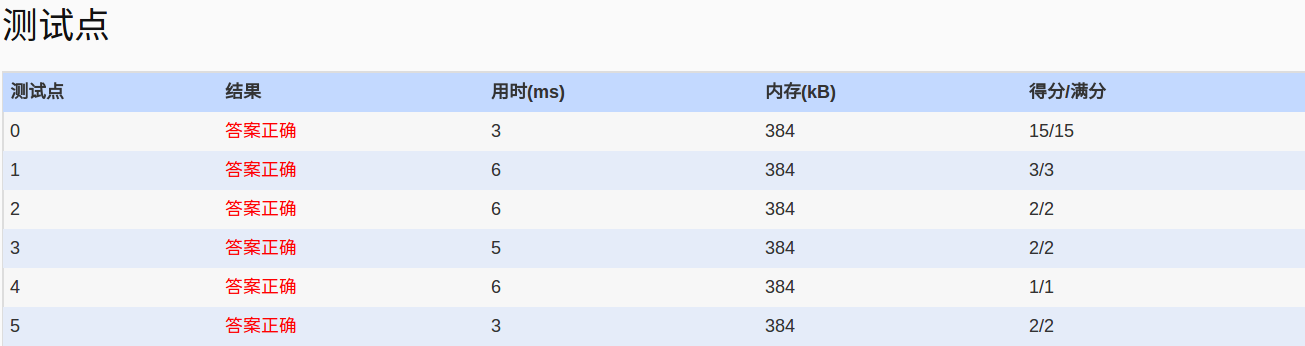 测试点
测试点 结果 用时(ms) 内存(kB) 得分/满分
0 答案正确 3 384 15/15
1 答案正确 6 384 3/3
2 答案正确 6 384 2/2
3 答案正确 5 384 2/2
4 答案正确 6 384 1/1
5 答案正确 3 384 2/2